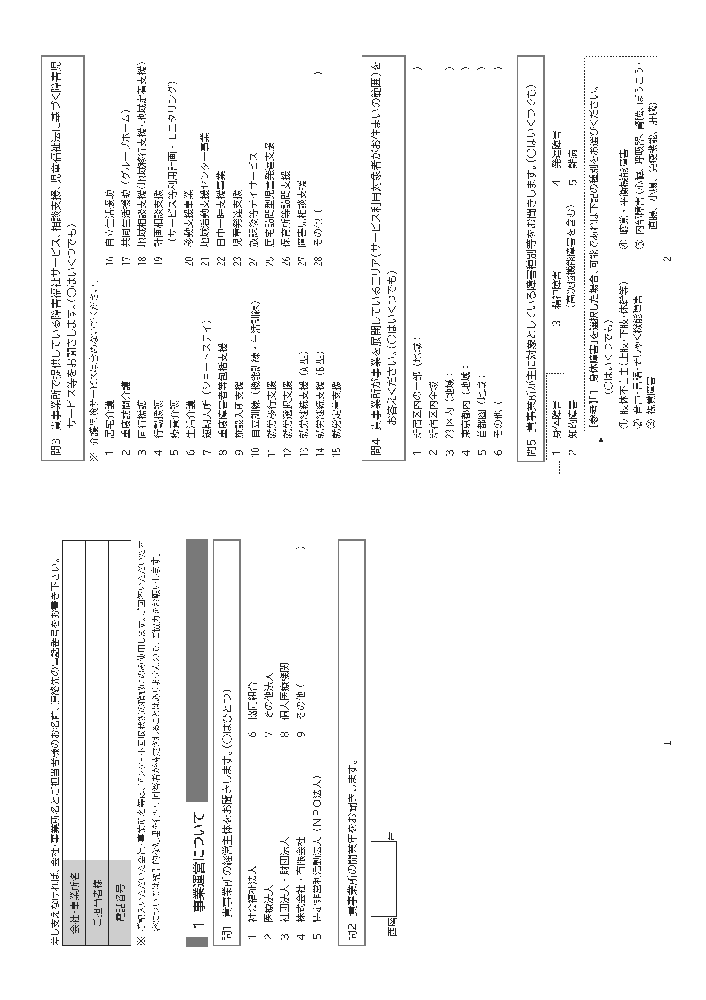 差し支えなければ、会社・事業所名とご担当者様のお名前、連絡先の電話番号をお書き下さい。
会社・事業所名
ご担当者様
電話番号
※ ご記入いただいた会社・事業所名等は、アンケート回収状況の確認にのみ使用します。ご回答いただいた内
容については統計的な処理を行い、回答者が特定されることはありませんので、ご協力をお願いします。
1 事業運営について
問1 貴事業所の経営主体をお聞きします。(〇はひとつ)
1 社会福祉法人
2 医療法人
3 社団法人・財団法人
4 株式会社・有限会社
5 特定非営利活動法人(NPO法人)
6 協同組合
7 その他法人
8 個人医療機関
9 その他( )
問2 貴事業所の開業年をお聞きします。
西暦 年
1
問3 貴事業所で提供している障害福祉サービス、相談支援、児童福祉法に基づく障害児
サービス等をお聞きします。(〇はいくつでも)
※ 介護保険サービスは含めないでください。
1 居宅介護
2 重度訪問介護
3 同行援護
4 行動援護
5 療養介護
6 生活介護
7 短期入所(ショートステイ)
8 重度障害者等包括支援
9 施設入所支援
10 自立訓練(機能訓練・生活訓練)
11 就労移行支援
12 就労選択支援
13 就労継続支援(A型)
14 就労継続支援(B型)
15 就労定着支援
16 自立生活援助
17 共同生活援助(グループホーム)
18 地域相談支援(地域移行支援・地域定着支援)
19 計画相談支援
(サービス等利用計画・モニタリング)
20 移動支援事業
21 地域活動支援センター事業
22 日中一時支援事業
23 児童発達支援
24 放課後等デイサービス
25 居宅訪問型児童発達支援
26 保育所等訪問支援
27 障害児相談支援
28 その他( )
問4 貴事業所が事業を展開しているエリア(サービス利用対象者がお住まいの範囲)を
お答えください。(〇はいくつでも)
1 新宿区内の一部(地域: )
2 新宿区内全域
3 23区内(地域: )
4 東京都内(地域: )
5 首都圏(地域: )
6 その他( )
問5 貴事業所が主に対象としている障害種別等をお聞きします。(〇はいくつでも)
1 身体障害 3 精神障害 4 発達障害
2 知的障害 (高次脳機能障害を含む) 5 難病
【参考】「1 身体障害」を選択した場合、可能であれば下記の種別をお選びください。
(〇はいくつでも)
① 肢体不自由(上肢・下肢・体幹等)
② 音声・言語・そしゃく機能障害
③ 視覚障害
④ 聴覚・平衡機能障害
⑤ 内部障害(心臓、呼吸器、腎臓、ぼうこう・
直腸、小腸、免疫機能、肝臓)
2